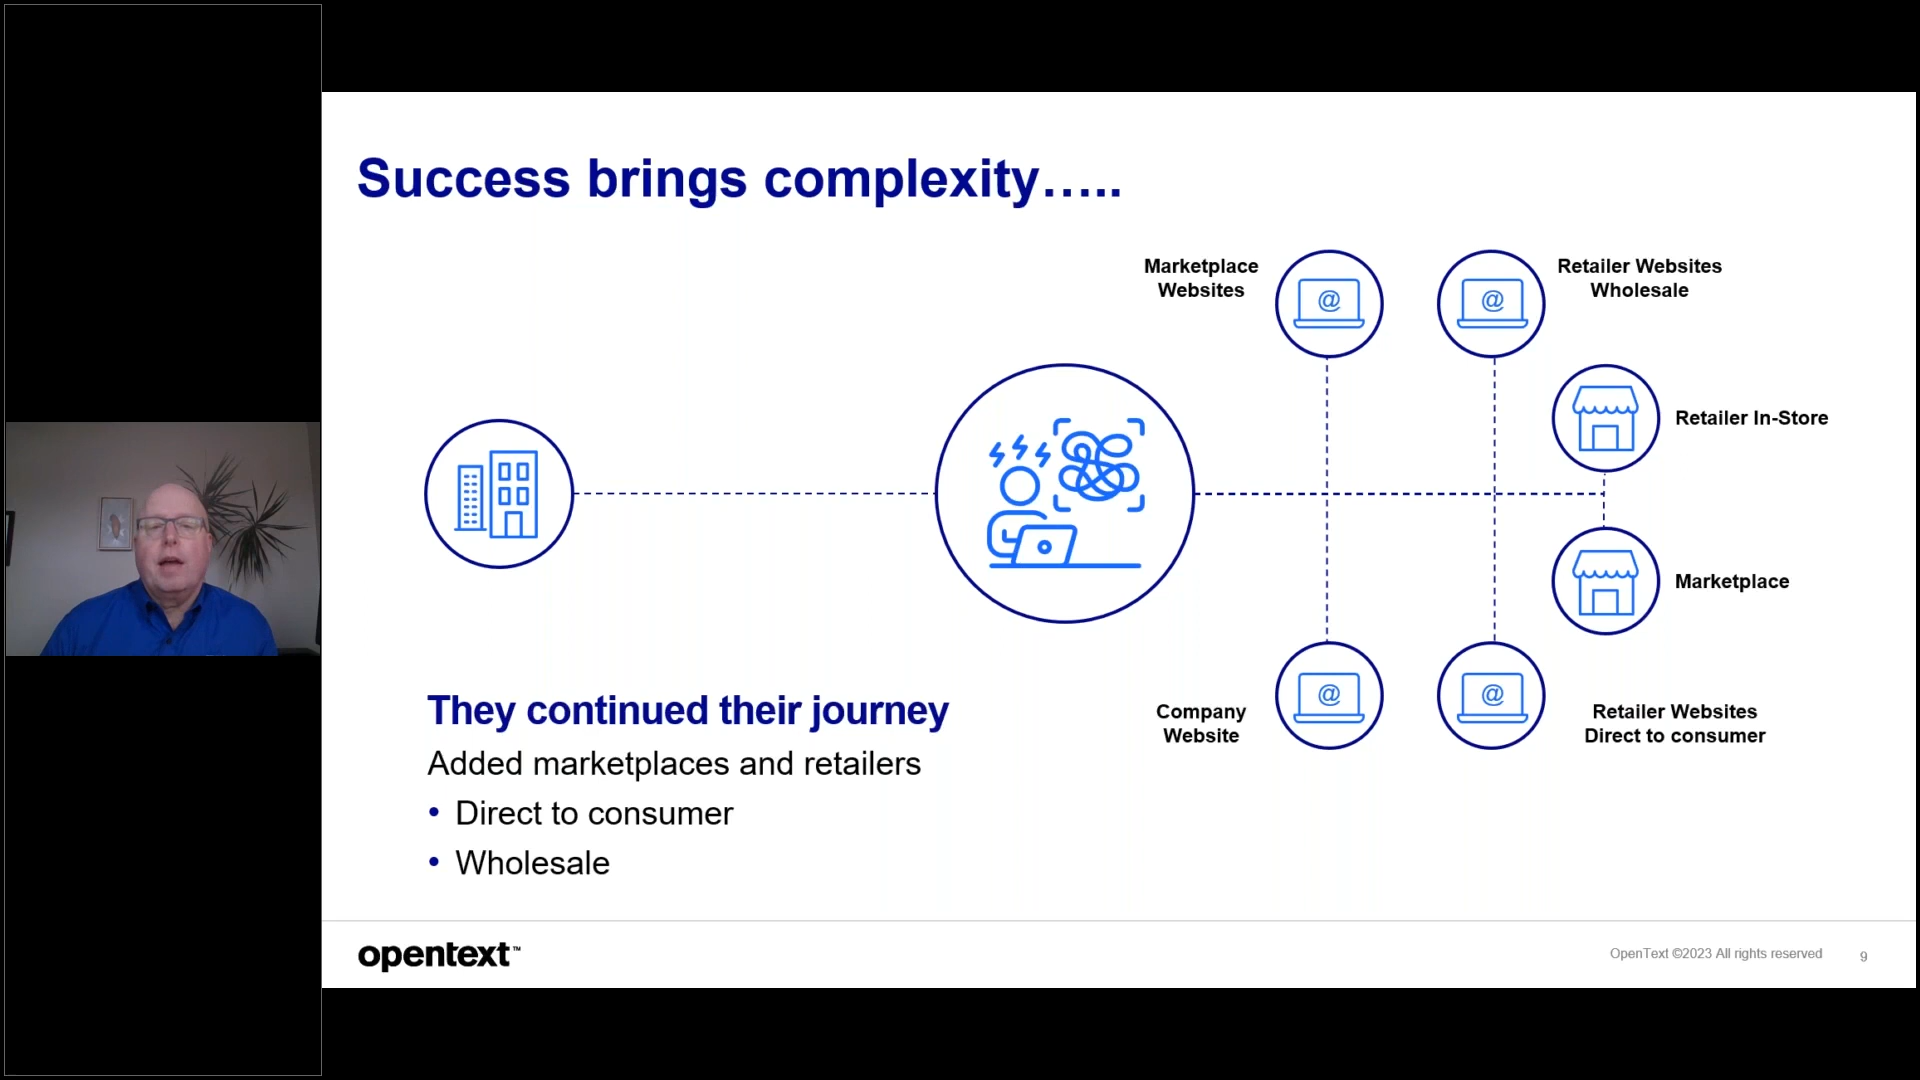 Success brings complexity…..
Marketplace
Websites
@
@
Retailer Websites
Wholesale
Retailer In-Store
Marketplace
Company
Website
@
@
Retailer Websites
Direct to consumer
They continued their journey
Added marketplaces and retailers
• Direct to consumer
• Wholesale
opentext™
OpenText ©2023 All rights reserved
9